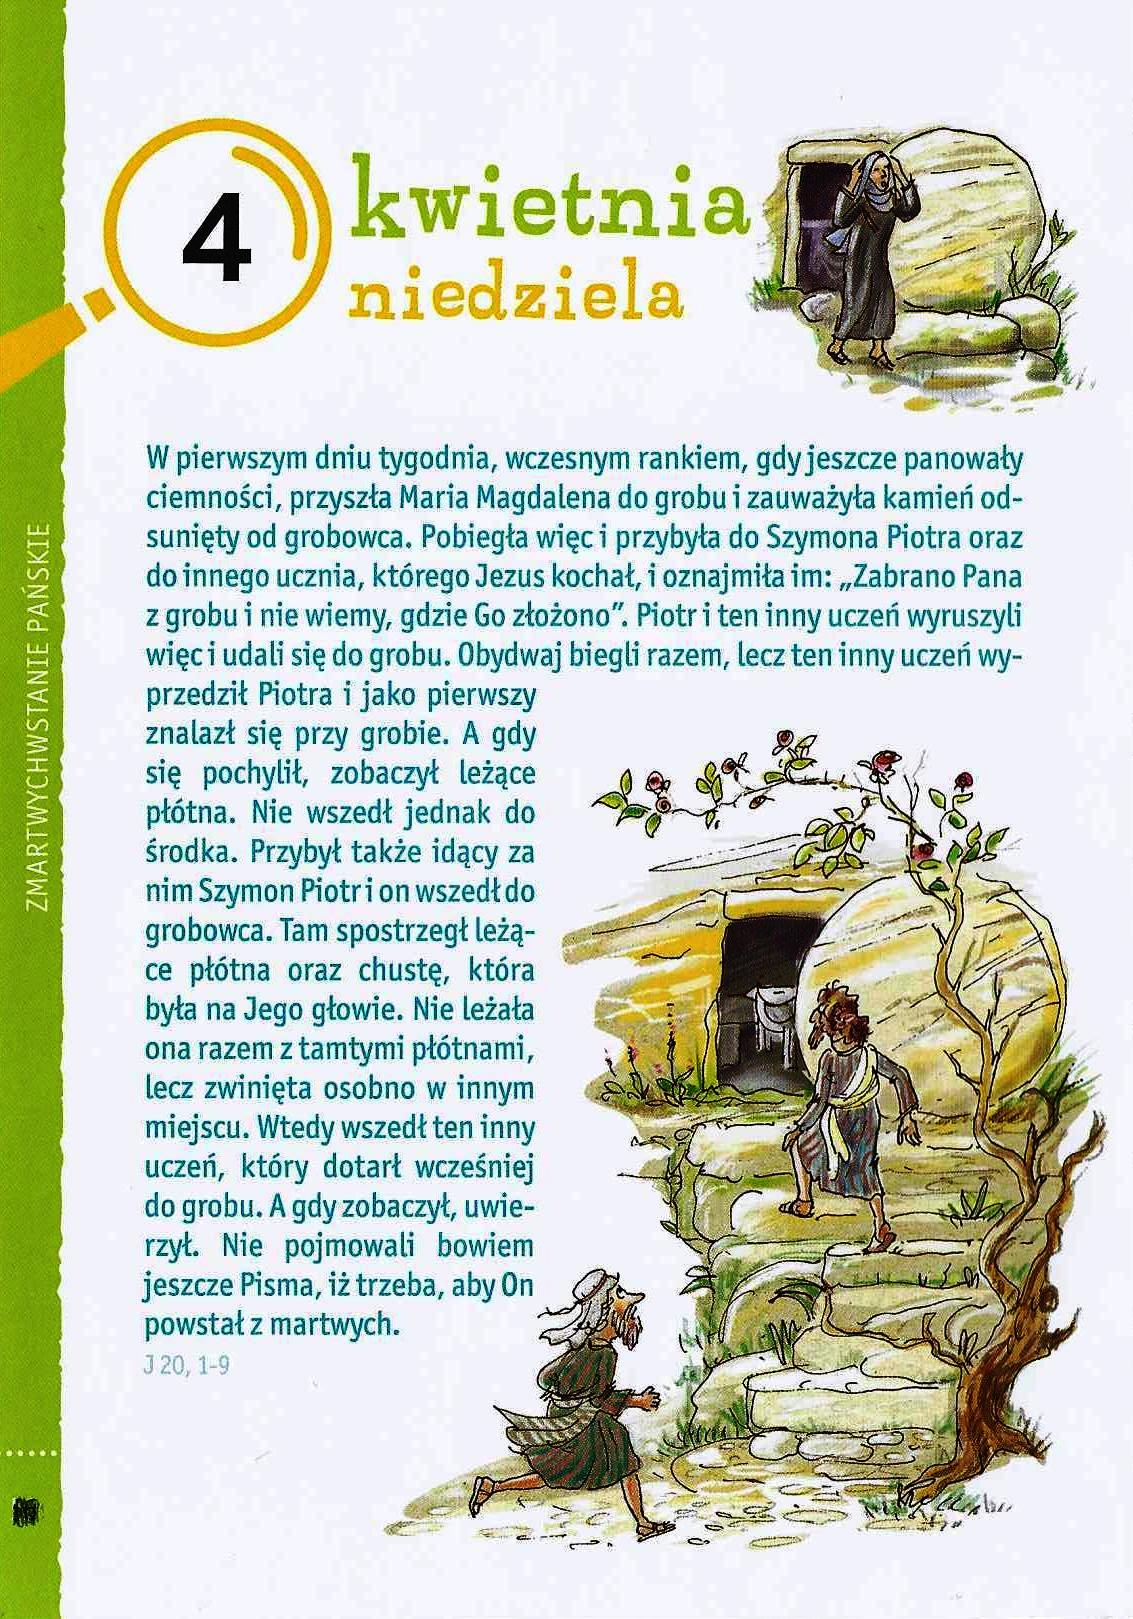 4
kwietnia
niedziela
W pierwszym dniu tygodnia, wczesnym rankiem, gdy jeszcze panowały
ciemności, przyszła Maria Magdalena do grobu i zauważyła kamień od-
sunięty od grobowca. Pobiegła więc i przybyła do Szymona Piotra oraz
do innego ucznia, którego Jezus kochał, i oznajmiła im: „Zabrano Pana
z grobu i nie wiemy, gdzie Go złożono”. Piotr i ten inny uczeń wyruszyli
więc i udali się do grobu. Obydwaj biegli razem, lecz ten inny uczeń wy-
przedził Piotra i jako pierwszy
znalazł się przy grobie. A gdy
się pochylił, zobaczył leżące
płótna. Nie wszedł jednak do
środka. Przybył także idący za
nim Szymon Piotr i on wszedł do
grobowca. Tam spostrzegł leżą-
ce płótna oraz chustę, która
była na Jego głowie. Nie leżała
ona razem z tamtymi płótnami,
lecz zwinięta osobno w innym
miejscu. Wtedy wszedł ten inny
uczeń, który dotarł wcześniej
do grobu. A gdy zobaczył, uwie-
rzył. Nie pojmowali bowiem
jeszcze Pisma, iż trzeba, aby On
powstał z martwych.
J 20, 1-9
ZMARTWYCHWSTANIE PAŃSKIE